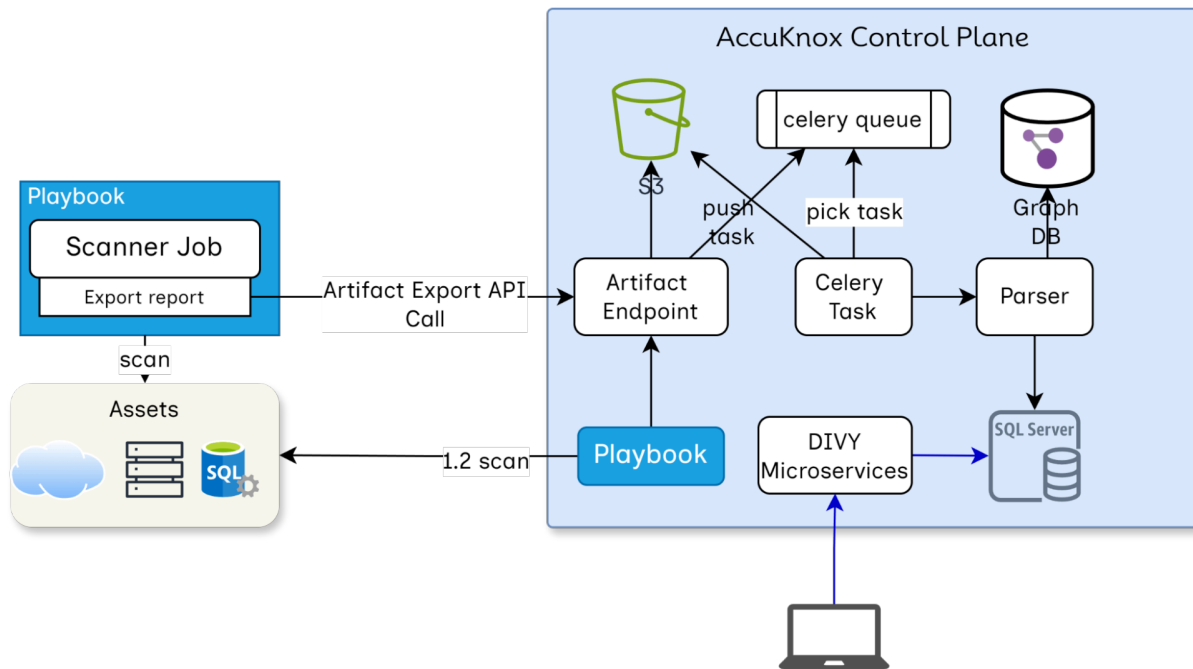 AccuKnox Control Plane
celery queue
S3
push
task
pick task
Graph
DB
Playbook
Scanner Job
Export report
Artifact Export API
Call
Artifact
Endpoint
Celery
Task
Parser
scan
Assets
SQL
1.2 scan
Playbook
DIVY
Microservices
SQL Server